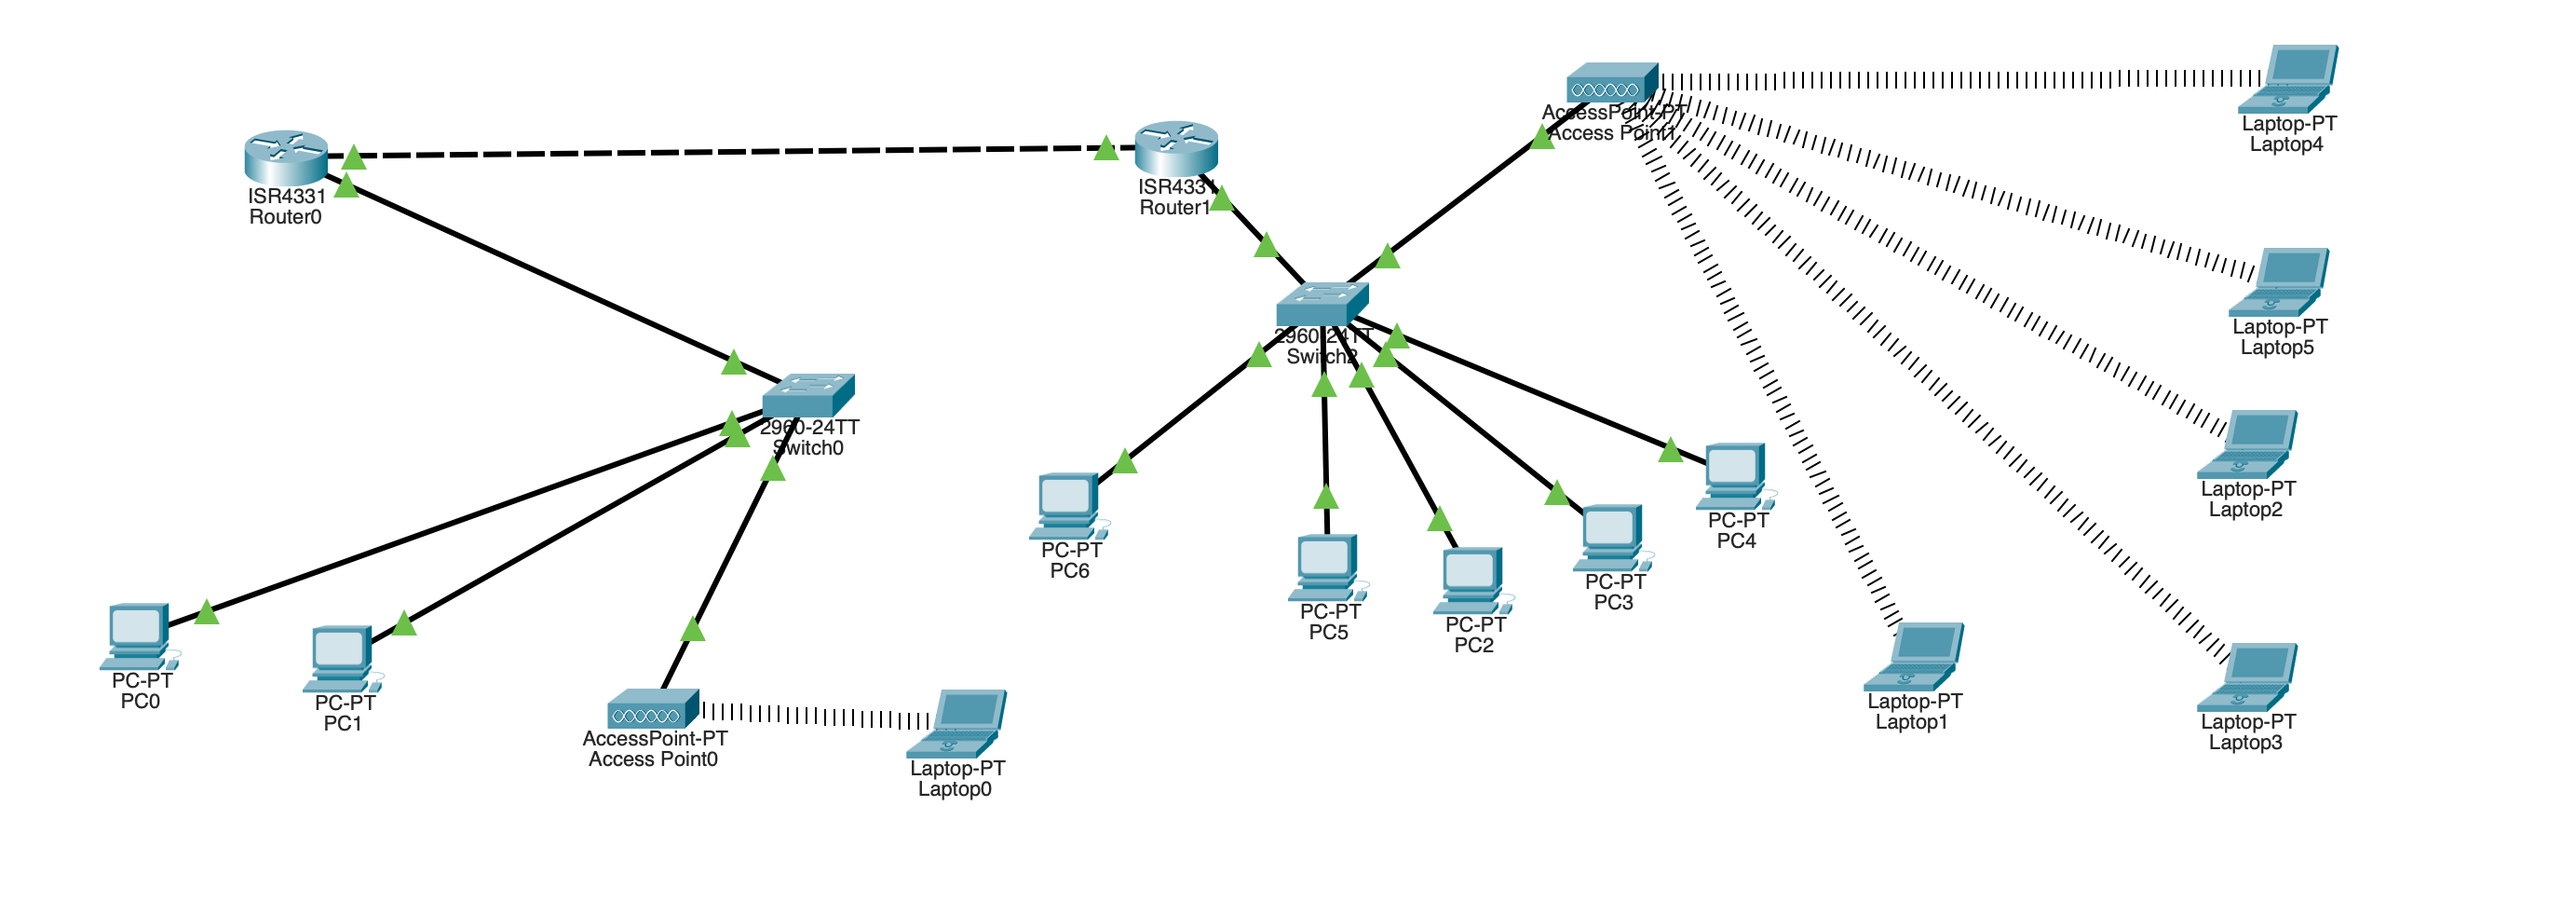 AccessPoint-PT
Access Point1
Laptop-PT
Laptop4
ISR4331
Router0
ISR4331
Router1
Laptop-PT
Laptop5
2960-24TT
Switch2
2960-24TT
Switch0
Laptop-PT
Laptop2
PC-PT
PC4
PC-PT
PC6
PC-PT
PC3
PC-PT
PC5
PC-PT
PC2
PC-PT
PC0
PC-PT
PC1
Laptop-PT
Laptop1
Laptop-PT
Laptop3
AccessPoint-PT
Access Point0
Laptop-PT
Laptop0